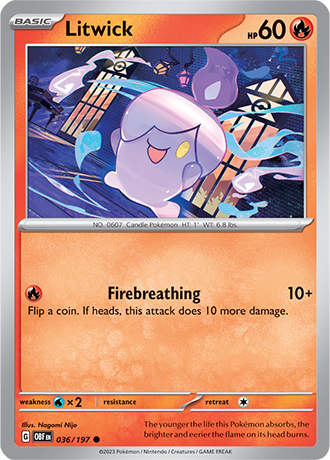 BASIC
Litwick
HP 60
NO. 0607 Candle Pokémon HT: 1' WT: 6.8 lbs.
Firebreathing 10+
Flip a coin. If heads, this attack does 10 more damage.
weakness ×2 resistance retreat
Illus. Nagomi Nijo
G OBF EN 036/197
The younger the life this Pokémon absorbs, the
brighter and eerier the flame on its head burns.
©2023 Pokémon / Nintendo / Creatures / GAME FREAK